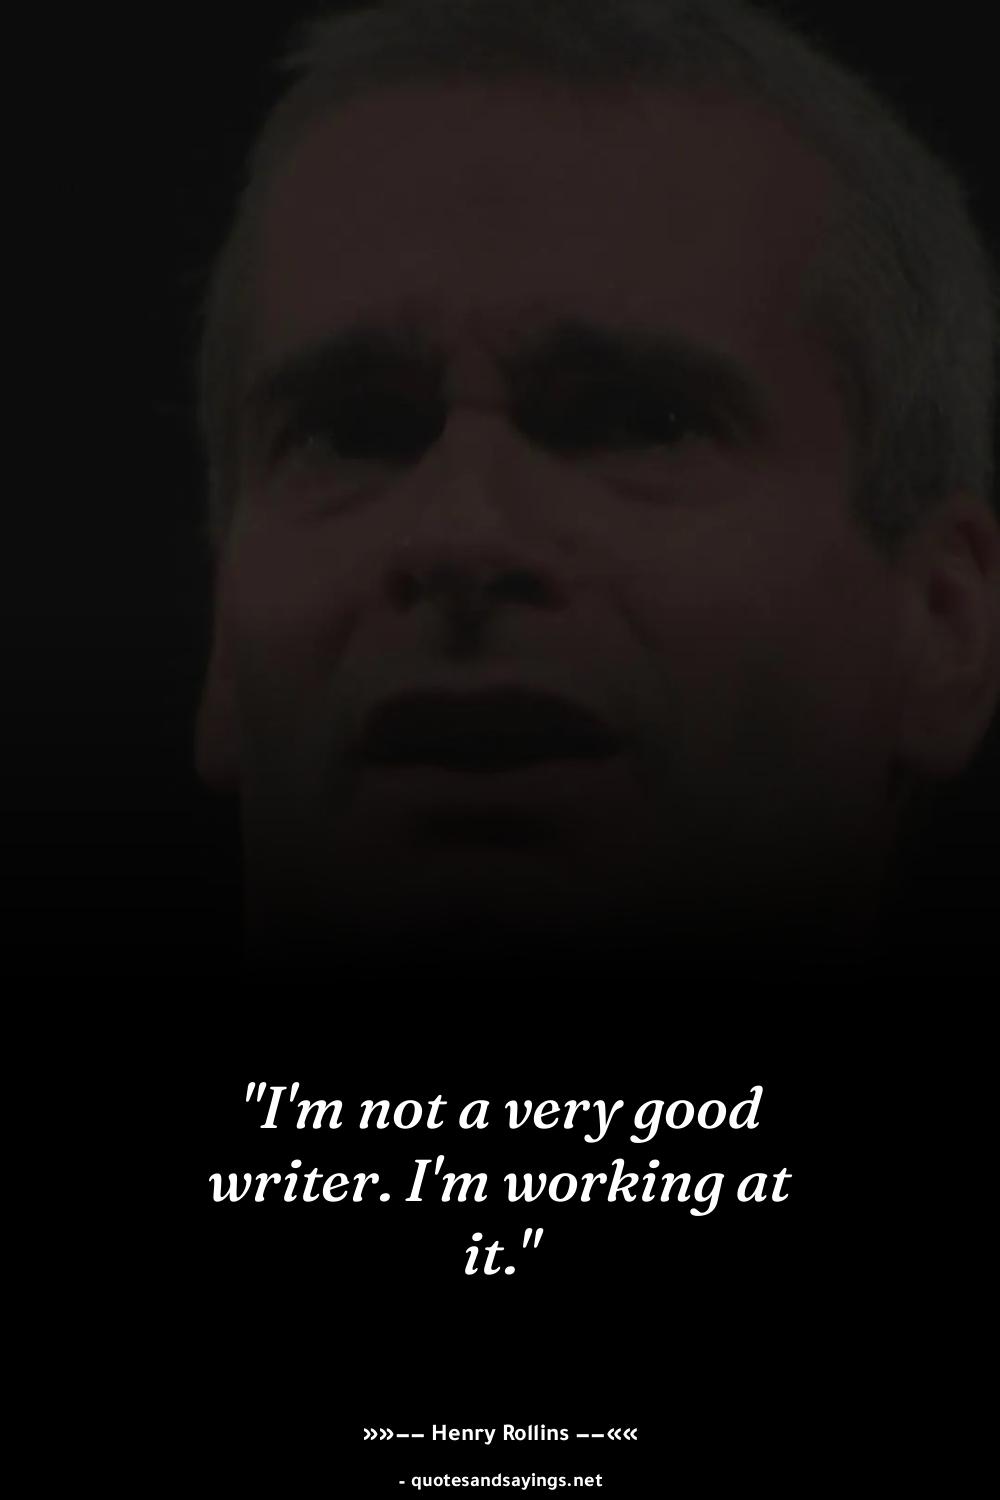 "I'm not a very good
writer. I'm working at
it."
»»-- Henry Rollins --««
- quotesandsayings.net